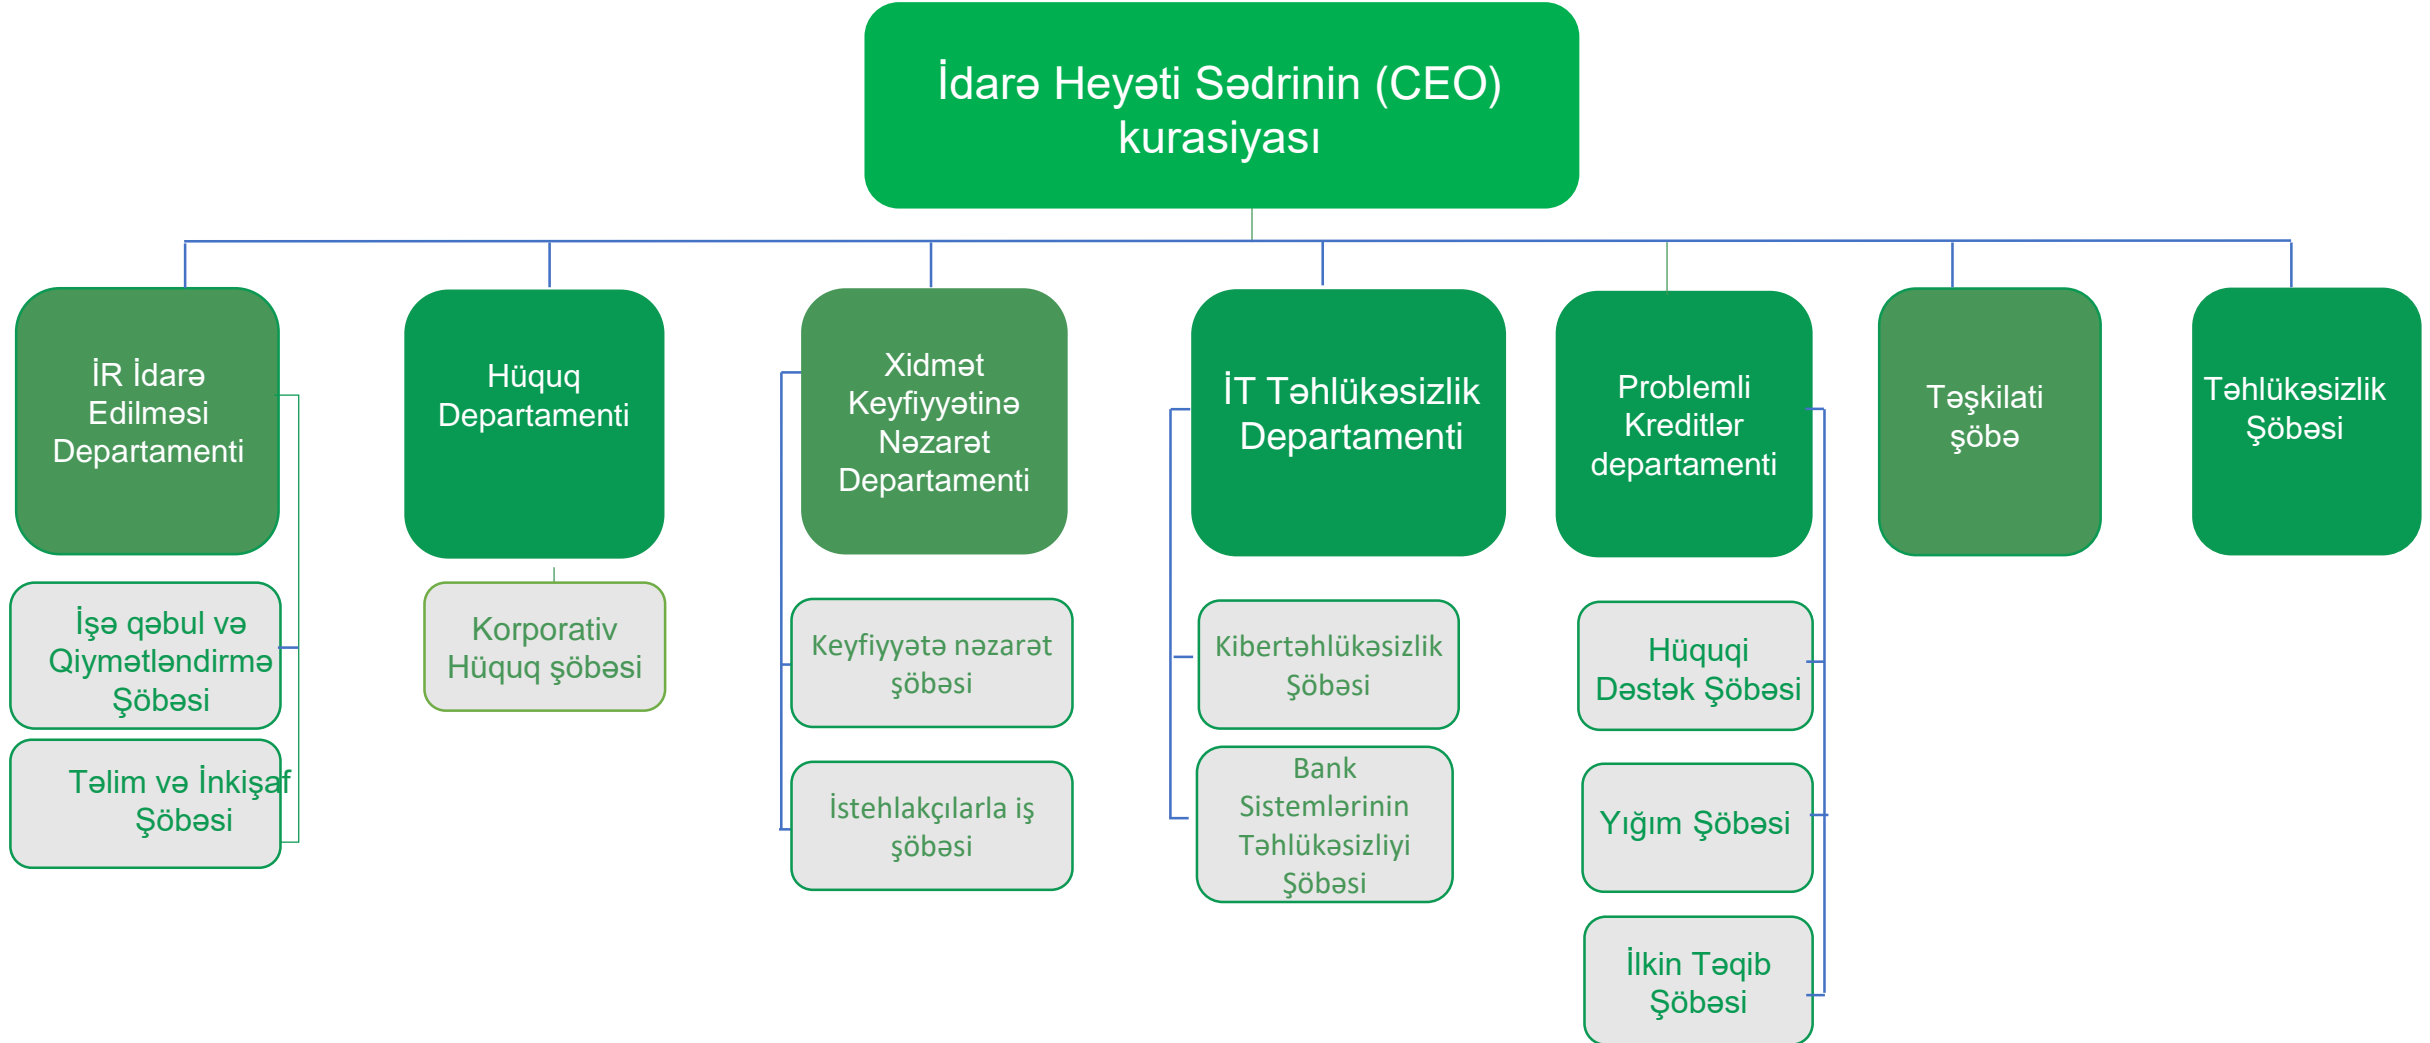 İdarə Heyəti Sədrinin (CEO)
kurasiyası
İR İdarə
Edilməsi
Departamenti
Hüquq
Departamenti
Xidmət
Keyfiyyətinə
Nəzarət
Departamenti
İT Təhlükəsizlik
Departamenti
Problemli
Kreditlər
departamenti
Təşkilati
şöbə
Təhlükəsizlik
Şöbəsi
İşə qəbul və
Qiymətləndirmə
Şöbəsi
Təlim və İnkişaf
Şöbəsi
Korporativ
Hüquq şöbəsi
Keyfiyyətə nəzarət
şöbəsi
İstehlakçılarla iş
şöbəsi
Kibertəhlükəsizlik
Şöbəsi
Bank
Sistemlərinin
Təhlükəsizliyi
Şöbəsi
Hüquqi
Dəstək Şöbəsi
Yığım Şöbəsi
İlkin Təqib
Şöbəsi